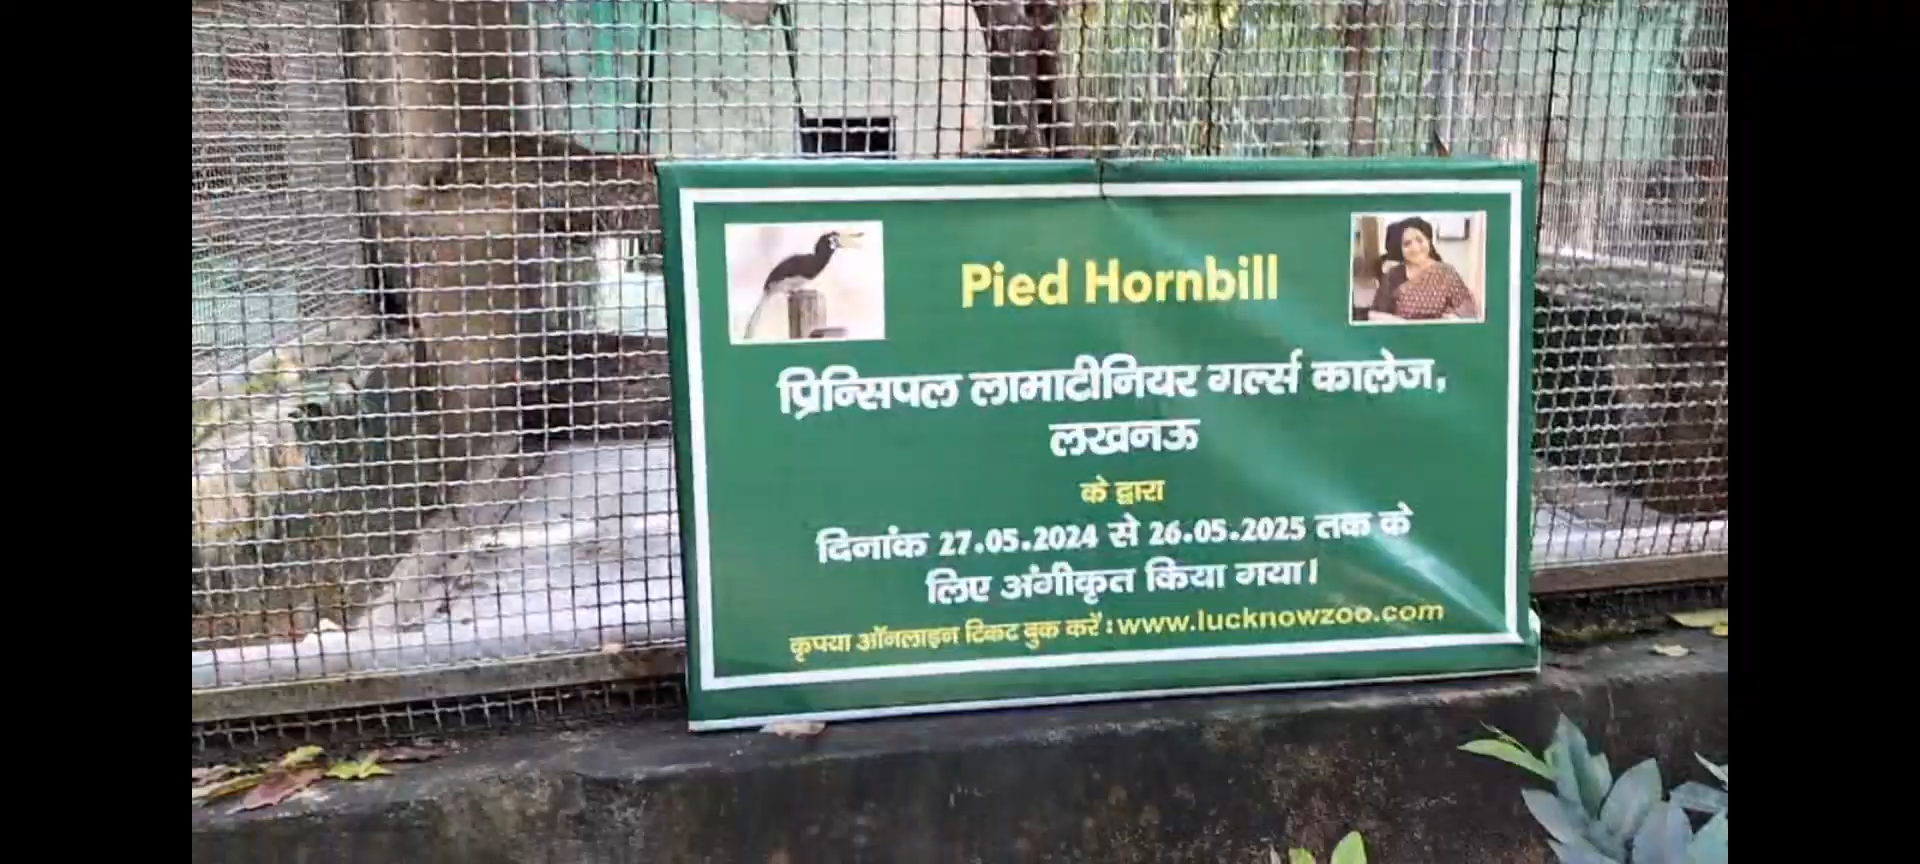 Pied Hornbill
प्रिन्सिपल लामाटीनियर गर्ल्स कालेज,
लखनऊ
के द्वारा
दिनांक 27.05.2024 से 26.05.2025 तक के
लिए अंगीकृत किया गया।
कृपया ऑनलाइन टिकट बुक करें : www.lucknowzoo.com